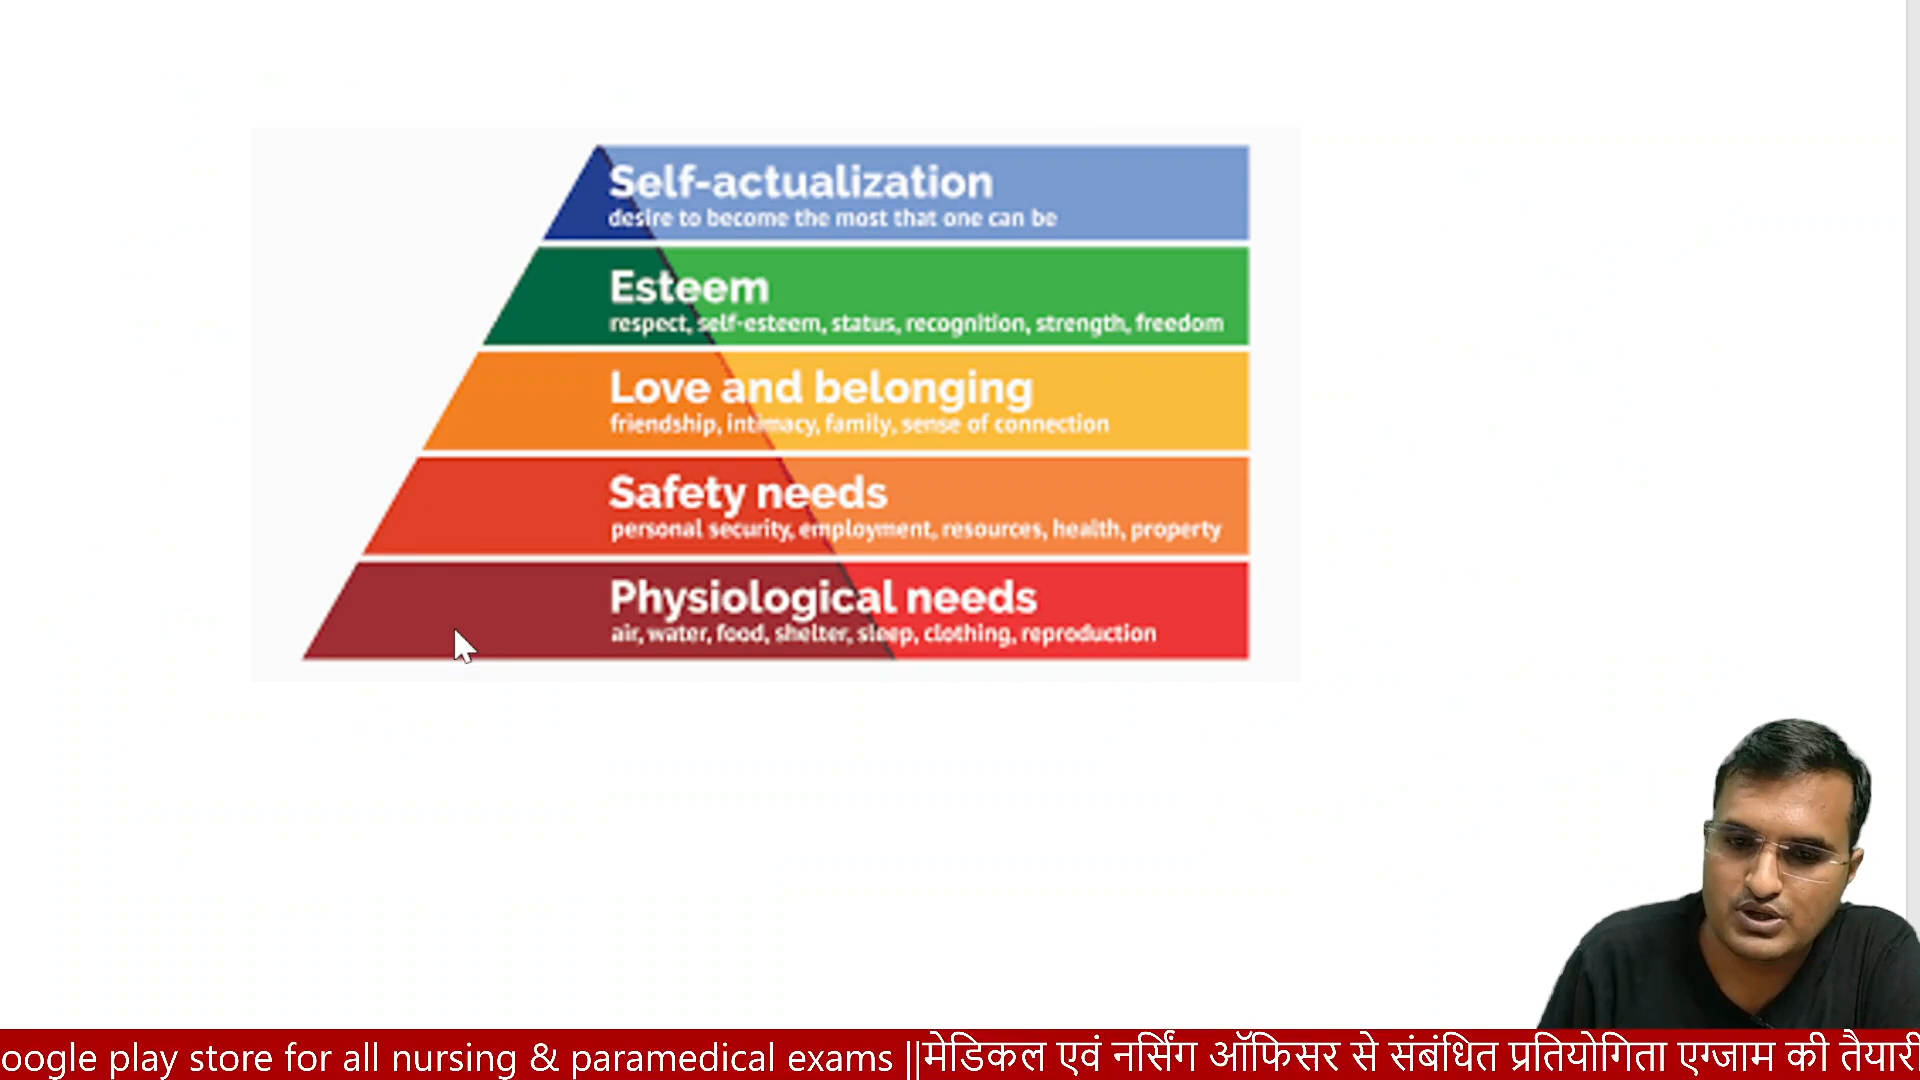 Self-actualization
desire to become the most that one can be
Esteem
respect, self-esteem, status, recognition, strength, freedom
Love and belonging
friendship, intimacy, family, sense of connection
Safety needs
personal security, employment, resources, health, property
Physiological needs
air, water, food, shelter, sleep, clothing, reproduction
oogle play store for all nursing & paramedical exams ||मेडिकल एवं नर्सिंग ऑफिसर से संबंधित प्रतियोगिता एग्जाम की तैयारी